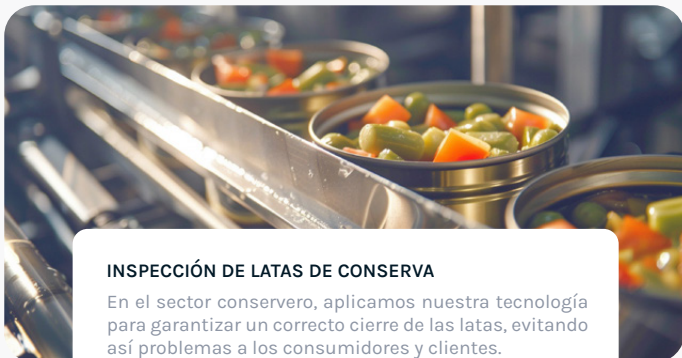 INSPECCIÓN DE LATAS DE CONSERVA
En el sector conservero, aplicamos nuestra tecnología
para garantizar un correcto cierre de las latas, evitando
así problemas a los consumidores y clientes.